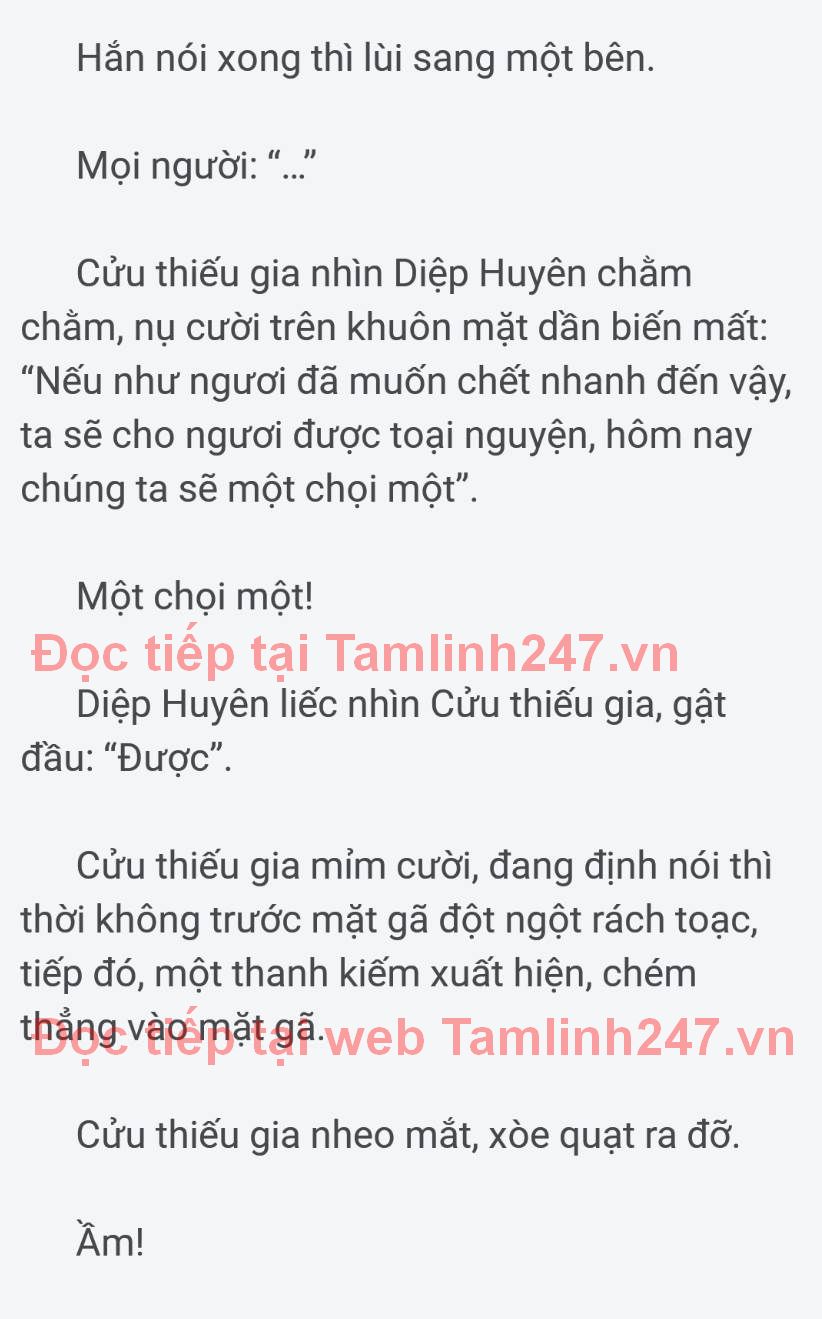 Hắn nói xong thì lùi sang một bên.
Mọi người: “...”
Cửu thiếu gia nhìn Diệp Huyên chằm
chằm, nụ cười trên khuôn mặt dần biến mất:
“Nếu như ngươi đã muốn chết nhanh đến vậy,
ta sẽ cho ngươi được toại nguyện, hôm nay
chúng ta sẽ một chọi một”.
Một chọi một!
Đọc tiếp tại Tamlinh247.vn
Diệp Huyên liếc nhìn Cửu thiếu gia, gật
đầu: “Được”.
Cửu thiếu gia mỉm cười, đang định nói thì
thời không trước mặt gã đột ngột rách toạc,
tiếp đó, một thanh kiếm xuất hiện, chém
thẳng vào mặt gã.
Đọc tiếp tại web Tamlinh247.vn
Cửu thiếu gia nheo mắt, xòe quạt ra đỡ.
Ầm!